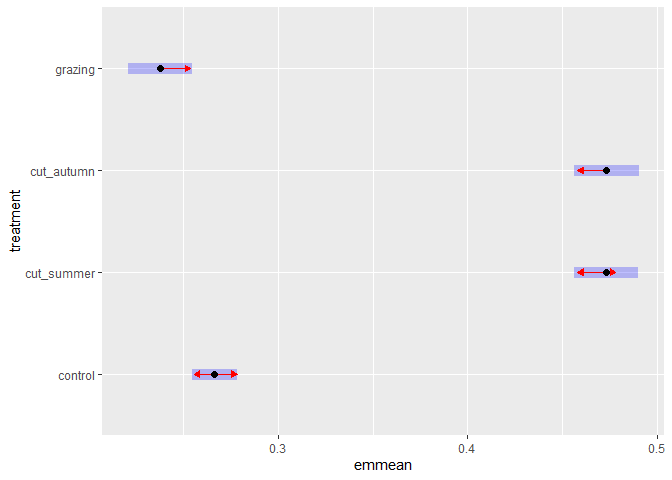 grazing
cut_autumn
cut_summer
control
treatment
0.3 0.4 0.5
emmean